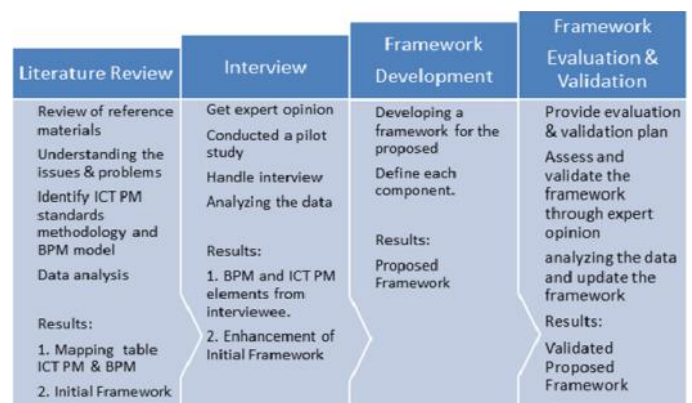 Literature Review
Review of reference
materials
Understanding the
issues & problems
Identify ICT PM
standards
methodology and
BPM model
Data analysis
Results:
1. Mapping table
ICT PM & BPM
2. Initial Framework
Interview
Get expert opinion
Conducted a pilot
study
Handle interview
Analyzing the data
Results:
1. BPM and ICT PM
elements from
interviewee.
2. Enhancement of
Initial Framework
Framework
Development
Developing a
framework for the
proposed
Define each
component.
Results:
Proposed
Framework
Framework
Evaluation &
Validation
Provide evaluation
& validation plan
Assess and
validate the
framework
through expert
opinion
analyzing the data
and update the
framework
Results:
Validated
Proposed
Framework